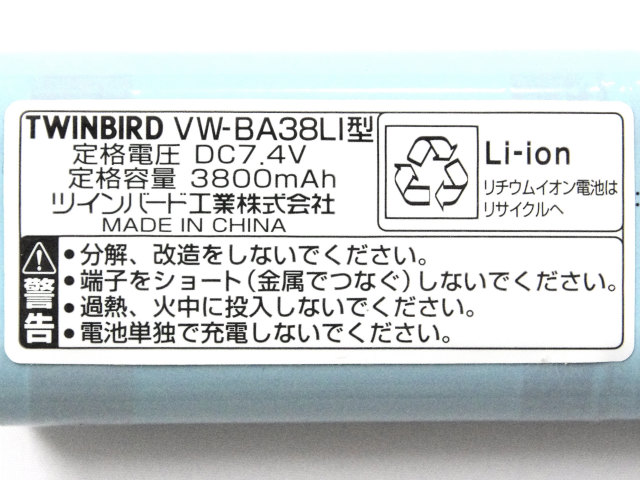 TWINBIRD VW-BA38LI型
定格電圧 DC7.4V
定格容量 3800mAh
ツインバード工業株式会社
MADE IN CHINA
Li-ion
リチウムイオン電池は
リサイクルへ
警告
•分解、改造をしないでください。
•端子をショート(金属でつなぐ)しないでください。
•過熱、火中に投入しないでください。
•電池単独で充電しないでください。